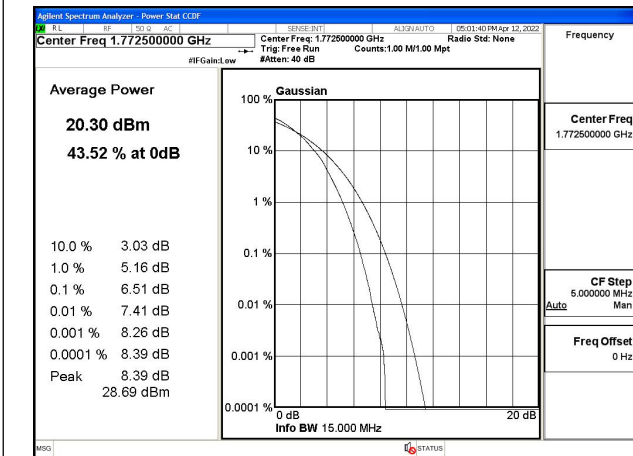 Agilent Spectrum Analyzer - Power Stat CCDF
RL RF 50 Ω AC SENSE:INT ALIGNAUTO 05:01:40 PM Apr 12, 2022
Center Freq 1.772500000 GHz
Center Freq: 1.772500000 GHz Radio Std: None
Trig: Free Run Counts:1.00 M/1.00 Mpt
#IFGain:Low #Atten: 40 dB
Frequency
Average Power
20.30 dBm
43.52 % at 0dB
10.0 % 3.03 dB
1.0 % 5.16 dB
0.1 % 6.51 dB
0.01 % 7.41 dB
0.001 % 8.26 dB
0.0001 % 8.39 dB
Peak 8.39 dB
28.69 dBm
Gaussian
100 %
10 %
1 %
0.1 %
0.01 %
0.001 %
0.0001 %
0 dB 20 dB
Info BW 15.000 MHz
Center Freq
1.772500000 GHz
CF Step
5.000000 MHz
Auto Man
Freq Offset
0 Hz
MSG STATUS